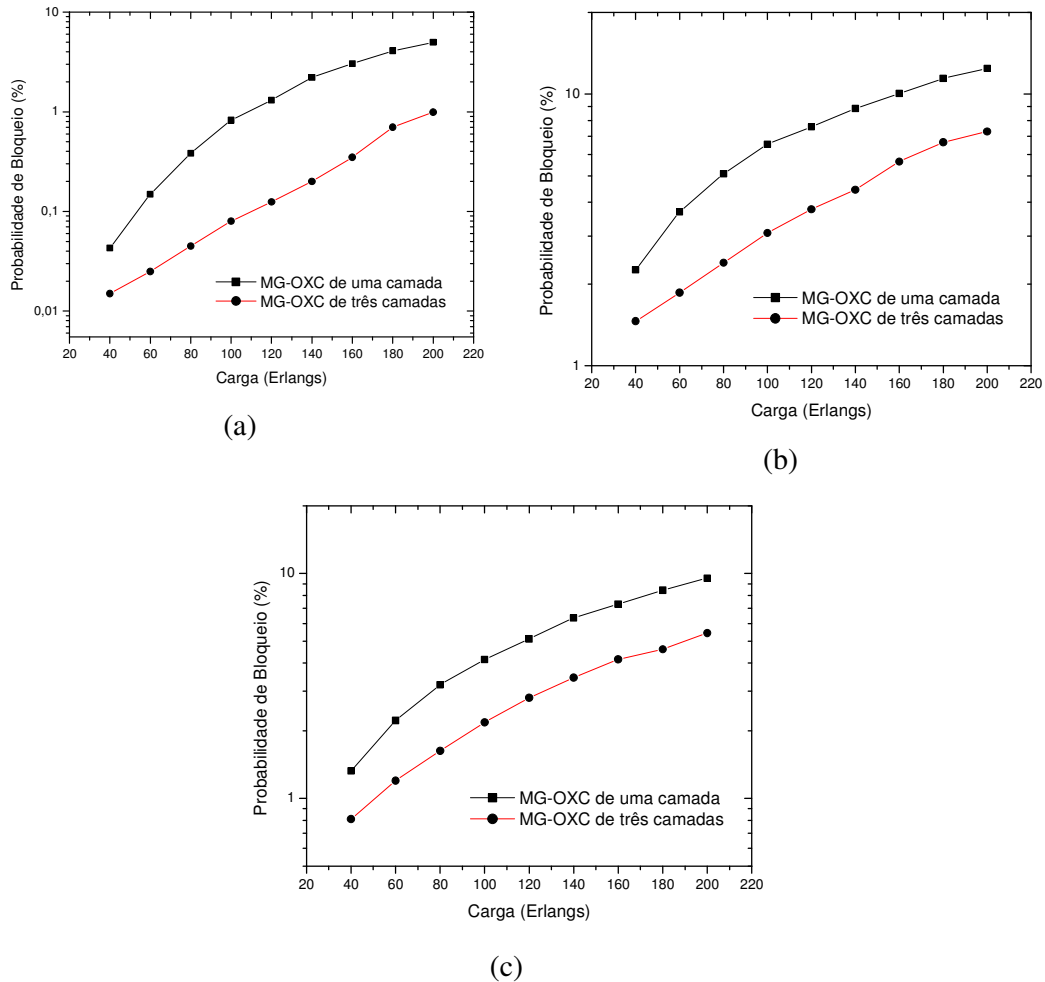 10
1
0,1
0,01
Probabilidade de Bloqueio (%)
MG-OXC de uma camada
MG-OXC de três camadas
20 40 60 80 100 120 140 160 180 200 220
Carga (Erlangs)
(a)
10
1
Probabilidade de Bloqueio (%)
MG-OXC de uma camada
MG-OXC de três camadas
20 40 60 80 100 120 140 160 180 200 220
Carga (Erlangs)
(b)
10
1
Probabilidade de Bloqueio (%)
MG-OXC de uma camada
MG-OXC de três camadas
20 40 60 80 100 120 140 160 180 200 220
Carga (Erlangs)
(c)